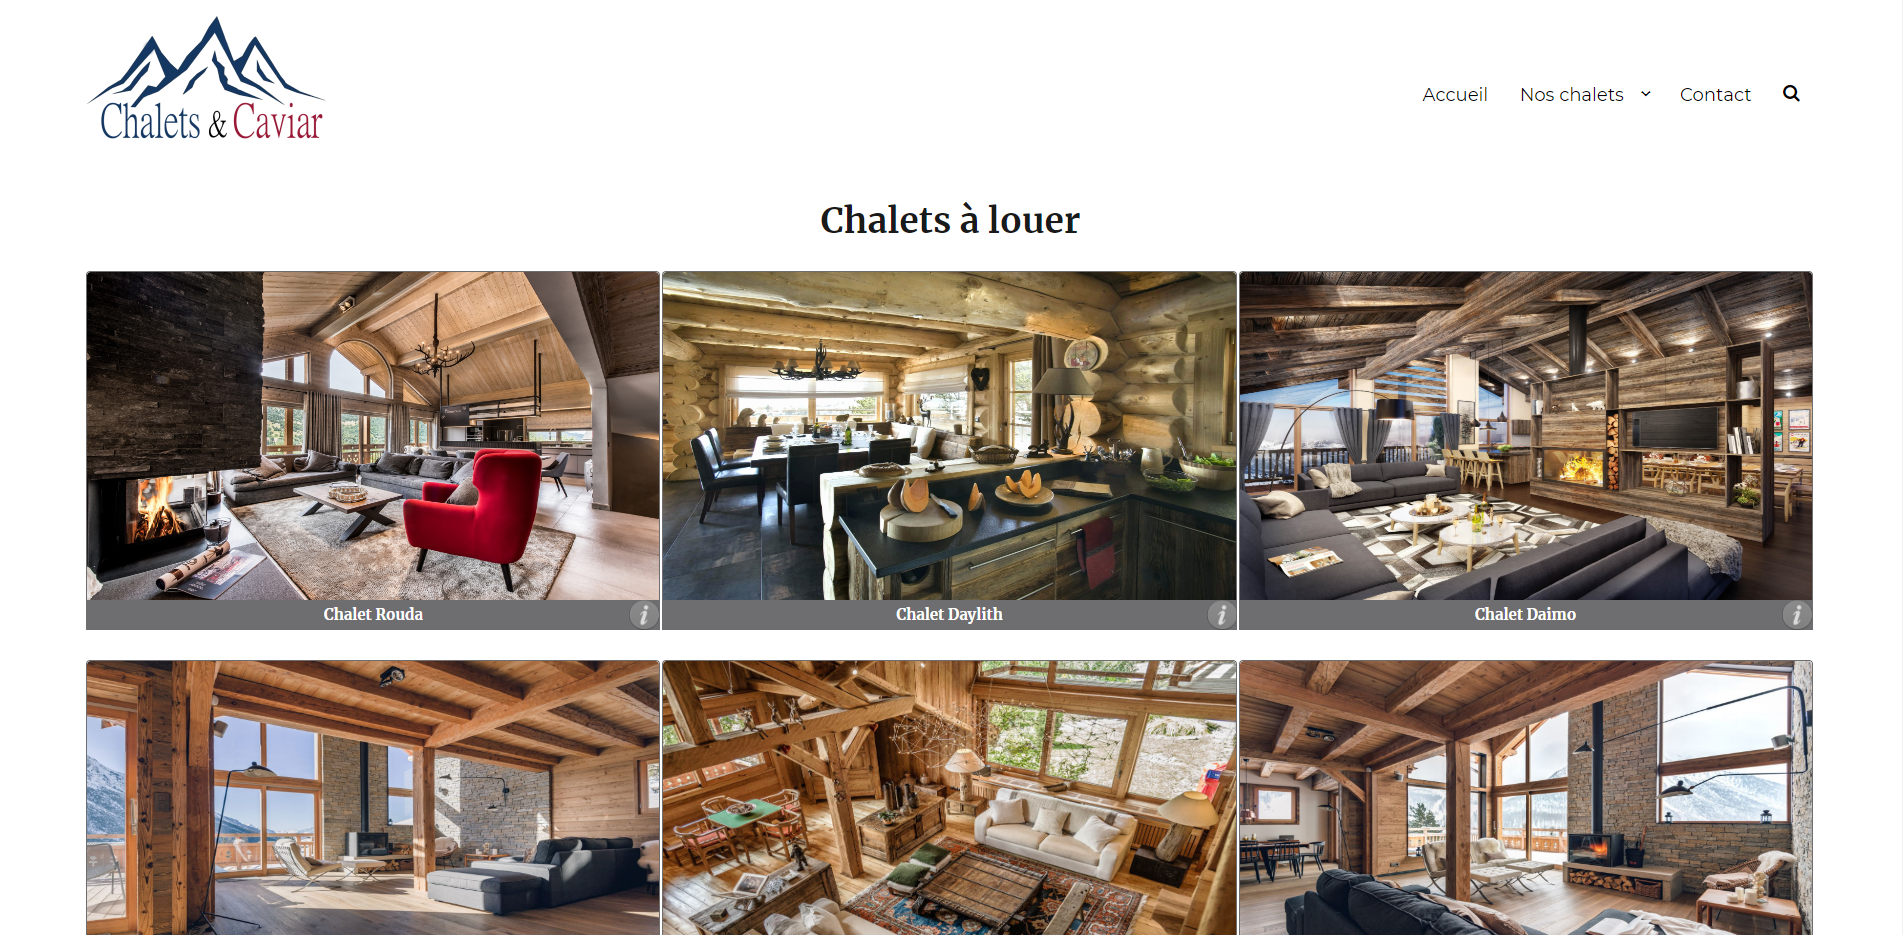 Chalets & Caviar
Accueil
Nos chalets
Contact
Chalets à louer
Chalet Rouda
i
Chalet Daylith
i
Chalet Daimo
i